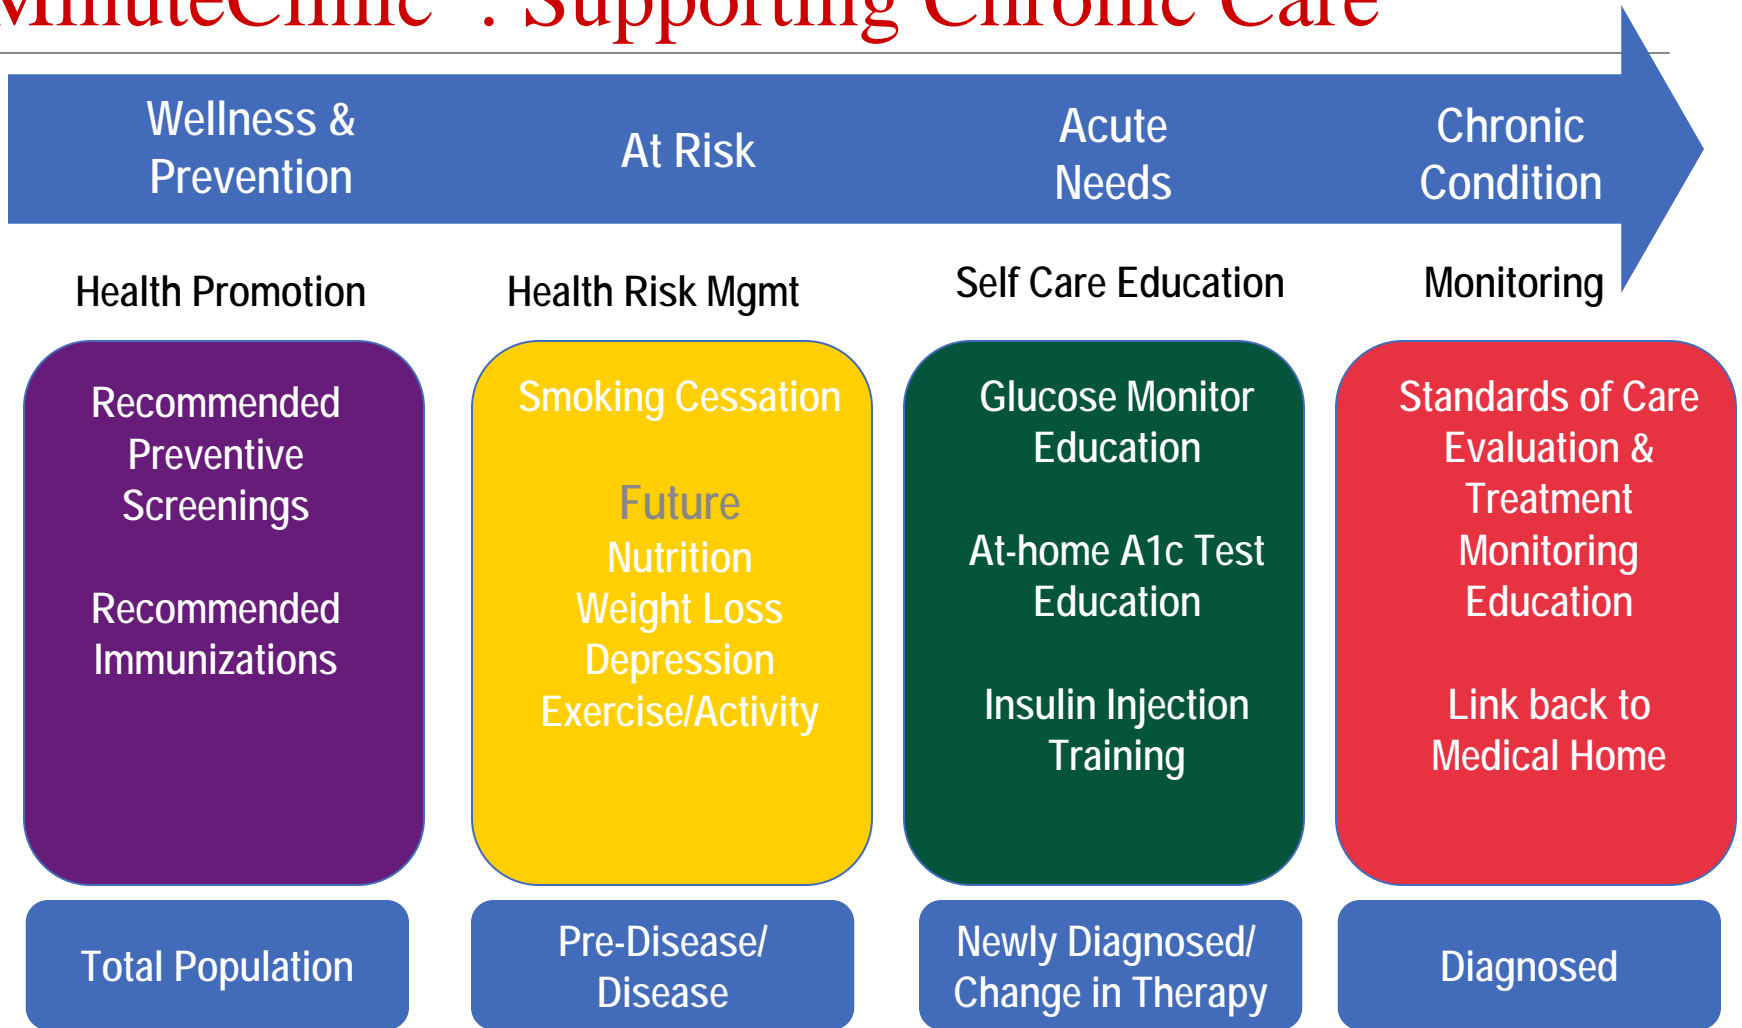 MinuteClinic : Supporting Chronic Care
Wellness &
Prevention
At Risk
Acute
Needs
Chronic
Condition
Health Promotion
Health Risk Mgmt
Self Care Education
Monitoring
Recommended
Preventive
Screenings
Recommended
Immunizations
Smoking Cessation
Future
Nutrition
Weight Loss
Depression
Exercise/Activity
Glucose Monitor
Education
At-home A1c Test
Education
Insulin Injection
Training
Standards of Care
Evaluation &
Treatment
Monitoring
Education
Link back to
Medical Home
Total Population
Pre-Disease/
Disease
Newly Diagnosed/
Change in Therapy
Diagnosed